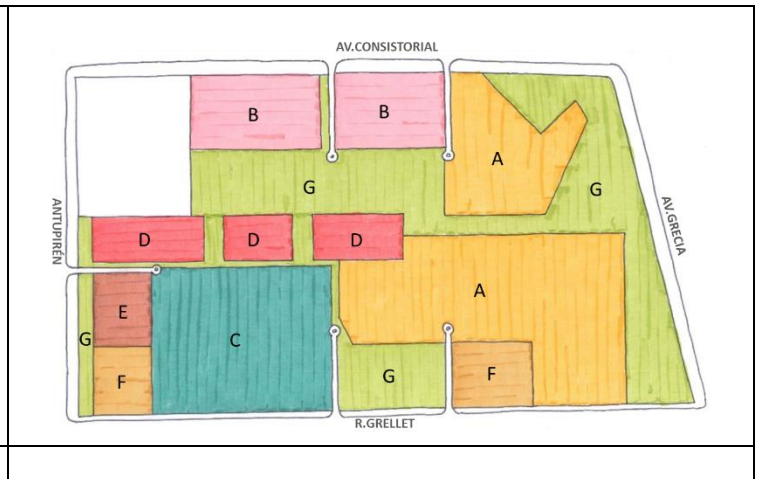 AV.CONSISTORIAL
B
B
A
G
G
ANTUPIRÉN
AV.GRECIA
D
D
D
E
A
G
C
F
G
F
R.GRELLET